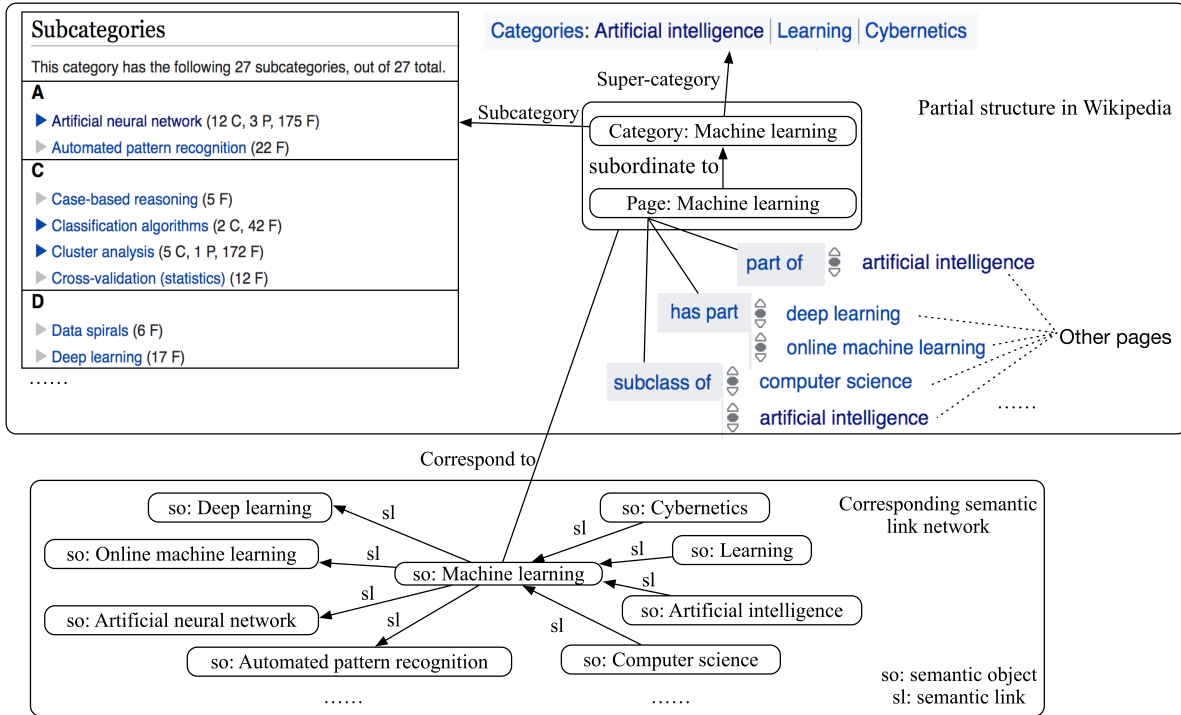 Subcategories
This category has the following 27 subcategories, out of 27 total.
A
Artificial neural network (12 C, 3 P, 175 F)
Automated pattern recognition (22 F)
C
Case-based reasoning (5 F)
Classification algorithms (2 C, 42 F)
Cluster analysis (5 C, 1 P, 172 F)
Cross-validation (statistics) (12 F)
D
Data spirals (6 F)
Deep learning (17 F)
......
Categories: Artificial intelligence | Learning | Cybernetics
Super-category
Subcategory
Partial structure in Wikipedia
Category: Machine learning
subordinate to
Page: Machine learning
part of
artificial intelligence
has part
deep learning
online machine learning
Other pages
subclass of
computer science
artificial intelligence
......
Correspond to
Corresponding semantic
link network
so: Deep learning
sl
so: Cybernetics
sl
so: Online machine learning
sl
so: Learning
sl
so: Machine learning
so: Artificial neural network
sl
so: Artificial intelligence
sl
so: Automated pattern recognition
sl
so: Computer science
sl
......
......
so: semantic object
sl: semantic link